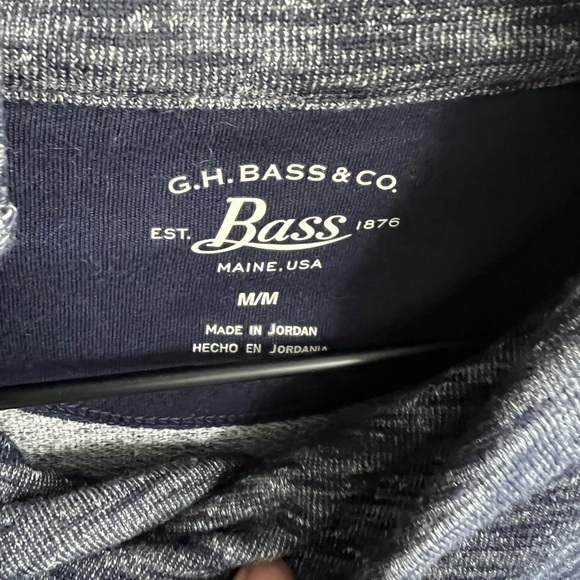 G.H. BASS & CO.
EST. Bass 1876
MAINE, USA
M/M
MADE IN JORDAN
HECHO EN JORDANIA